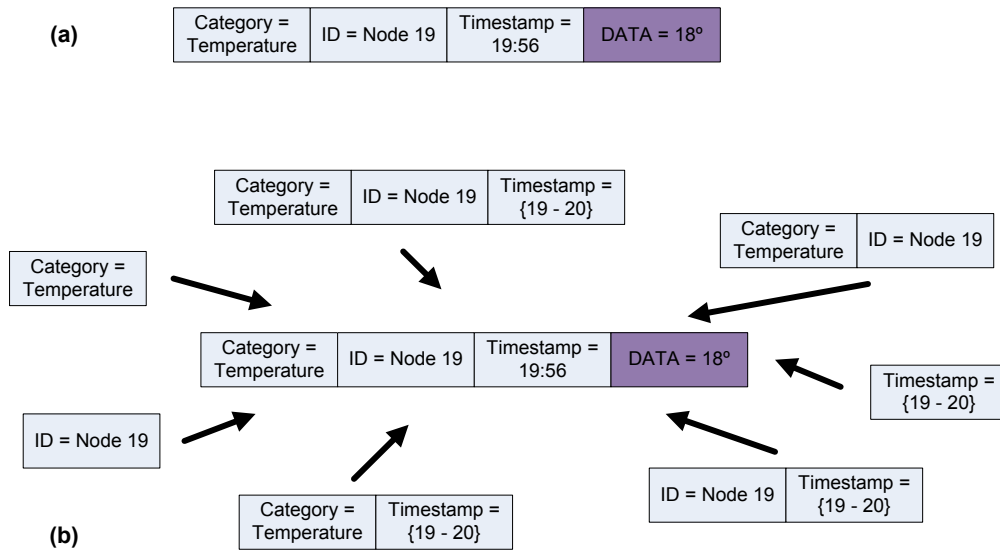 (a)
Category =
Temperature
ID = Node 19
Timestamp =
19:56
DATA = 18º
Category =
Temperature
ID = Node 19
Timestamp =
{19 - 20}
Category =
Temperature
ID = Node 19
Category =
Temperature
Category =
Temperature
ID = Node 19
Timestamp =
19:56
DATA = 18º
Timestamp =
{19 - 20}
ID = Node 19
ID = Node 19
Timestamp =
{19 - 20}
Category =
Temperature
Timestamp =
{19 - 20}
(b)